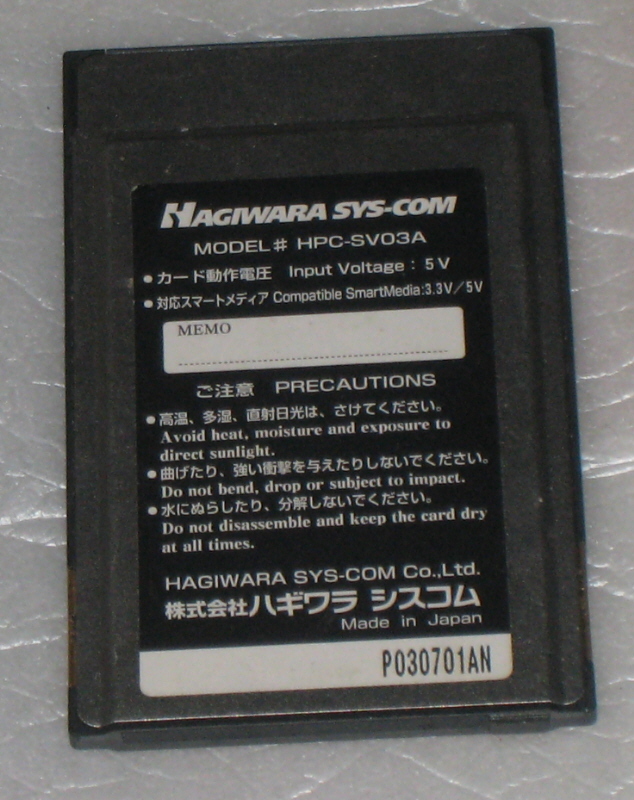 HAGIWARA SYS-COM
MODEL# HPC-SV03A
●カード動作電圧 Input Voltage: 5V
●対応スマートメディア Compatible SmartMedia:3.3V/5V
MEMO
ご注意 PRECAUTIONS
●高温、多湿、直射日光は、さけてください。
Avoid heat, moisture and exposure to
direct sunlight.
●曲げたり、強い衝撃を与えたりしないでください。
Do not bend, drop or subject to impact.
●水にぬらしたり、分解しないでください。
Do not disassemble and keep the card dry
at all times.
HAGIWARA SYS-COM Co.,Ltd.
株式会社ハギワラ シスコム
Made in Japan
P030701AN